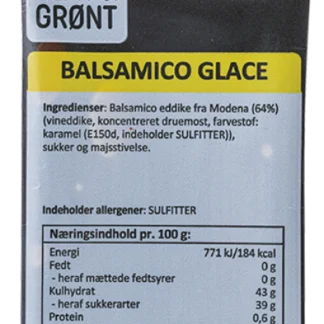 GRØNT
BALSAMICO GLACE
Ingredienser: Balsamico eddike fra Modena (64%)
(vineddike, koncentreret druemost, farvestof:
karamel (E150d, indeholder SULFITTER)),
sukker og majsstivelse.
Indeholder allergener: SULFITTER
Næringsindhold pr. 100 g:
Energi 771 kJ/184 kcal
Fedt 0 g
- heraf mættede fedtsyrer 0 g
Kulhydrat 43 g
- heraf sukkerarter 39 g
Protein 0,6 g